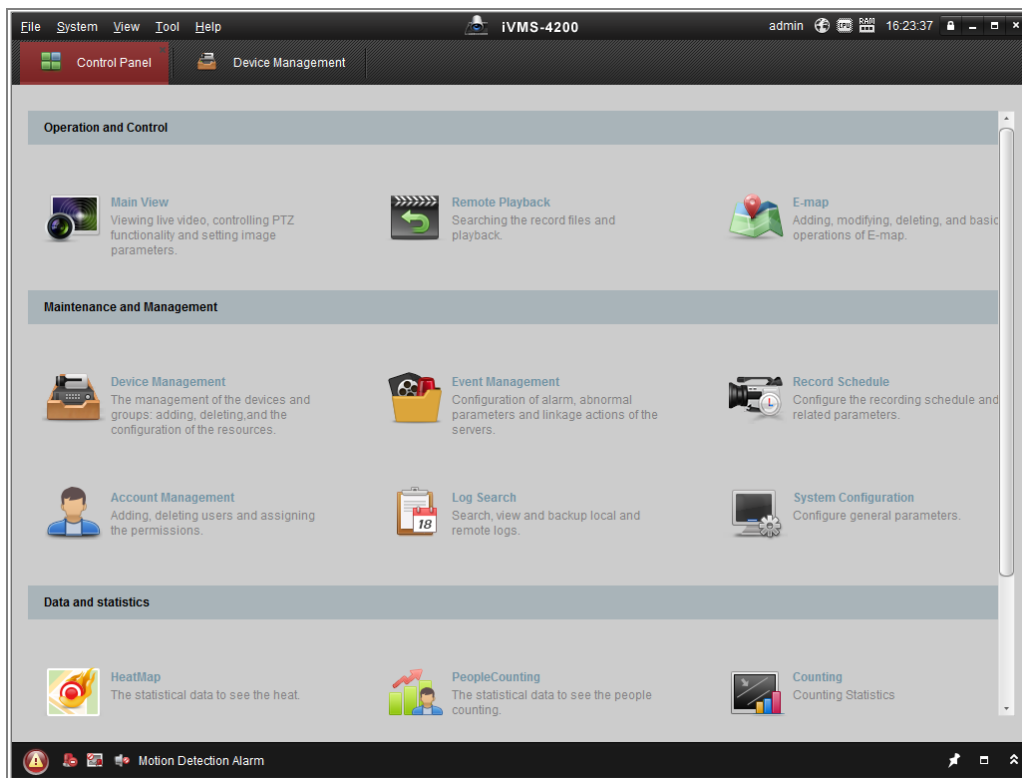 File System View Tool Help iVMS-4200 admin CPU RAM 16:23:37
Control Panel Device Management
Operation and Control
Main View
Viewing live video, controlling PTZ
functionality and setting image
parameters.
Remote Playback
Searching the record files and
playback.
E-map
Adding, modifying, deleting, and basic
operations of E-map.
Maintenance and Management
Device Management
The management of the devices and
groups: adding, deleting,and the
configuration of the resources.
Event Management
Configuration of alarm, abnormal
parameters and linkage actions of the
servers.
Record Schedule
Configure the recording schedule and
related parameters.
Account Management
Adding, deleting users and assigning
the permissions.
18
Log Search
Search, view and backup local and
remote logs.
System Configuration
Configure general parameters.
Data and statistics
HeatMap
The statistical data to see the heat.
PeopleCounting
The statistical data to see the people
counting.
Counting
Counting Statistics
Motion Detection Alarm